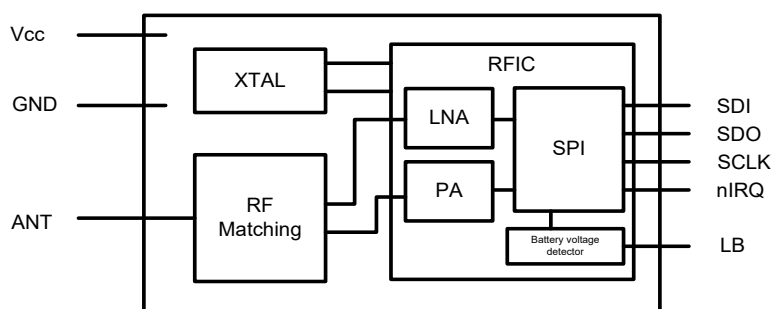 Vcc
GND
ANT
XTAL
RF
Matching
RFIC
LNA
PA
SPI
Battery voltage
detector
SDI
SDO
SCLK
nIRQ
LB